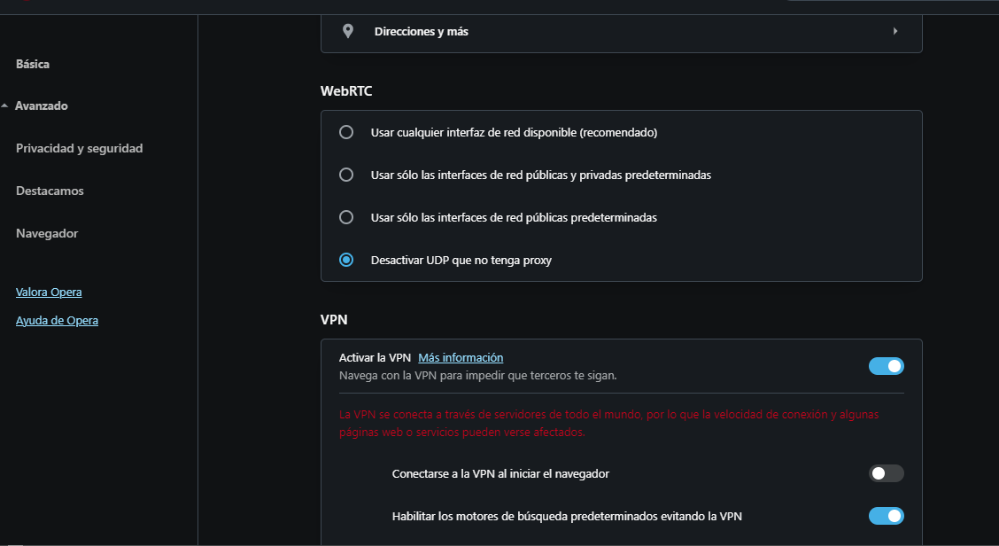 Básica
Avanzado
Privacidad y seguridad
Destacamos
Navegador
Valora Opera
Ayuda de Opera
Direcciones y más
WebRTC
Usar cualquier interfaz de red disponible (recomendado)
Usar sólo las interfaces de red públicas y privadas predeterminadas
Usar sólo las interfaces de red públicas predeterminadas
Desactivar UDP que no tenga proxy
VPN
Activar la VPN Más información
Navega con la VPN para impedir que terceros te sigan.
La VPN se conecta a través de servidores de todo el mundo, por lo que la velocidad de conexión y algunas
páginas web o servicios pueden verse afectados.
Conectarse a la VPN al iniciar el navegador
Habilitar los motores de búsqueda predeterminados evitando la VPN